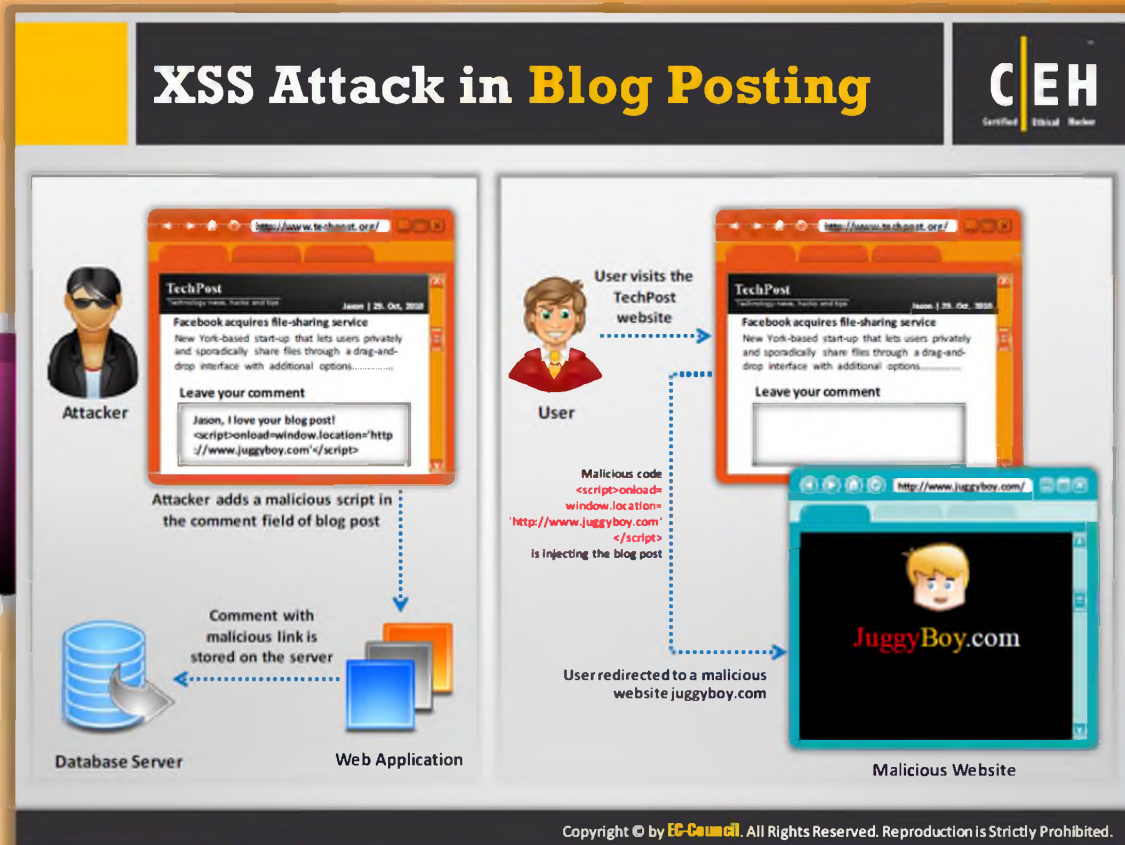 XSS Attack in Blog Posting
C EH
Certified Ethical Hacker
http://www.techpost.org/
TechPost
Technology news, hacks and tips
Jason | 29. Oct, 2010
Facebook acquires file-sharing service
New York-based start-up that lets users privately
and sporadically share files through a drag-and-
drop interface with additional options..............
Leave your comment
Jason, I love your blog post!
<script>onload=window.location='http
://www.juggyboy.com'</script>
Attacker
Attacker adds a malicious script in
the comment field of blog post
Comment with
malicious link is
stored on the server
Database Server
Web Application
User visits the
TechPost
website
User
http://www.techpost.org/
TechPost
Technology news, hacks and tips
Jason | 29. Oct, 2010
Facebook acquires file-sharing service
New York-based start-up that lets users privately
and sporadically share files through a drag-and-
drop interface with additional options..............
Leave your comment
Malicious code
<script>onload=
window.location=
'http://www.juggyboy.com'
</script>
is injecting the blog post
http://www.juggyboy.com/
JuggyBoy.com
User redirected to a malicious
website juggyboy.com
Malicious Website
Copyright © by EC-Council. All Rights Reserved. Reproduction is Strictly Prohibited.